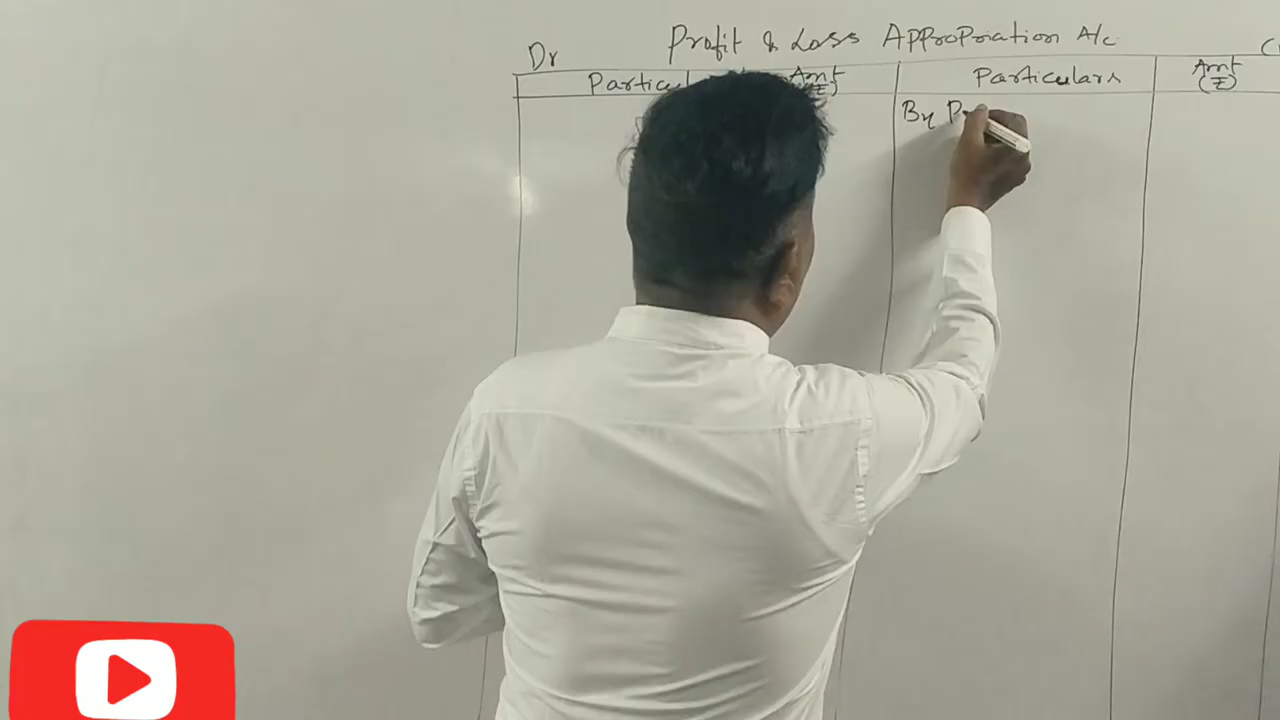 Profit & Loss Appropriation A/c
Dr
Particulars Amt Particulars Amt
(₹) (₹)
By